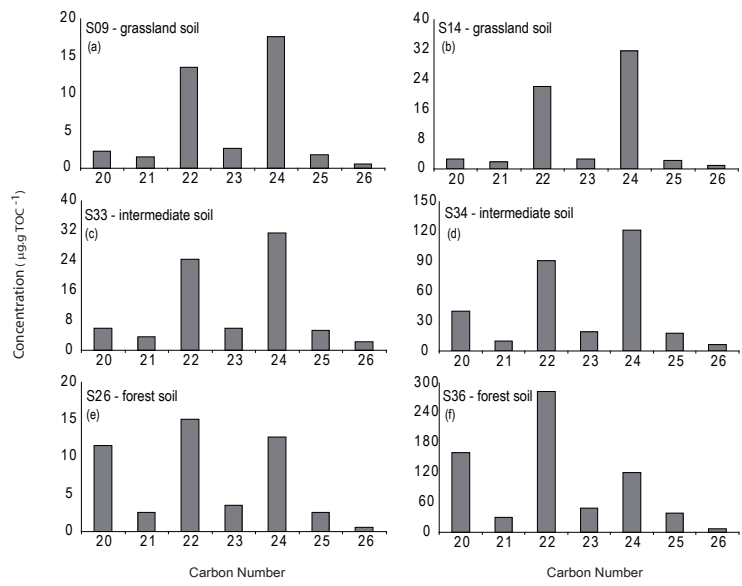 S09 - grassland soil
(a)
20
15
10
5
0
20 21 22 23 24 25 26
S14 - grassland soil
(b)
40
32
24
16
8
0
20 21 22 23 24 25 26
S33 - intermediate soil
(c)
40
32
24
16
8
0
20 21 22 23 24 25 26
S34 - intermediate soil
(d)
150
120
90
60
30
0
20 21 22 23 24 25 26
S26 - forest soil
(e)
20
15
10
5
0
20 21 22 23 24 25 26
S36 - forest soil
(f)
300
240
180
120
60
0
20 21 22 23 24 25 26
Concentration ( µg.g TOC⁻¹)
Carbon Number
Carbon Number